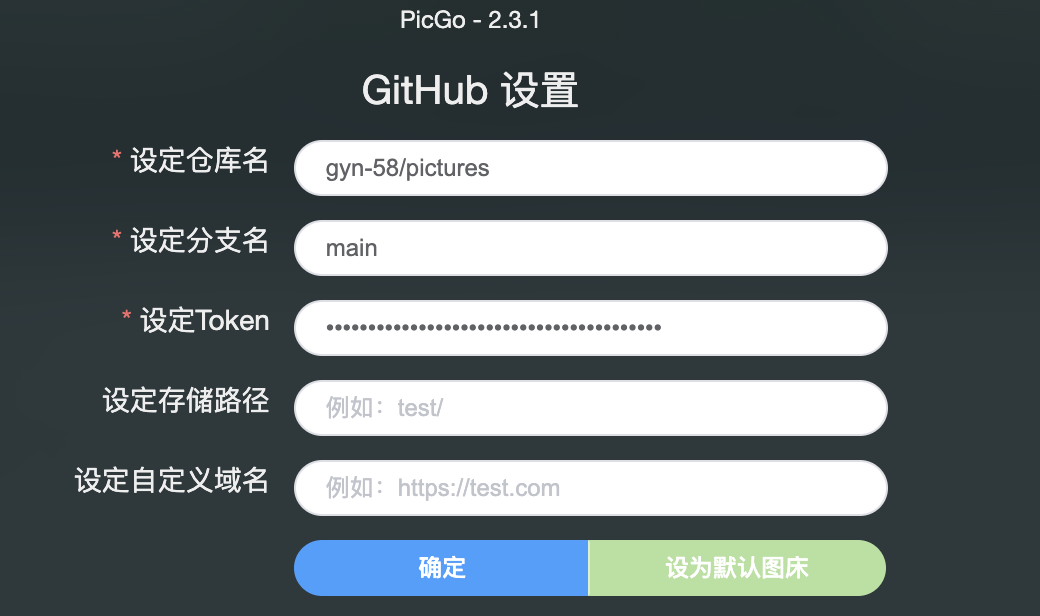 PicGo - 2.3.1
GitHub 设置
* 设定仓库名 gyn-58/pictures
* 设定分支名 main
* 设定Token ••••••••••••••••••••••••••••••••••••••••
设定存储路径 例如：test/
设定自定义域名 例如：https://test.com
确定 设为默认图床